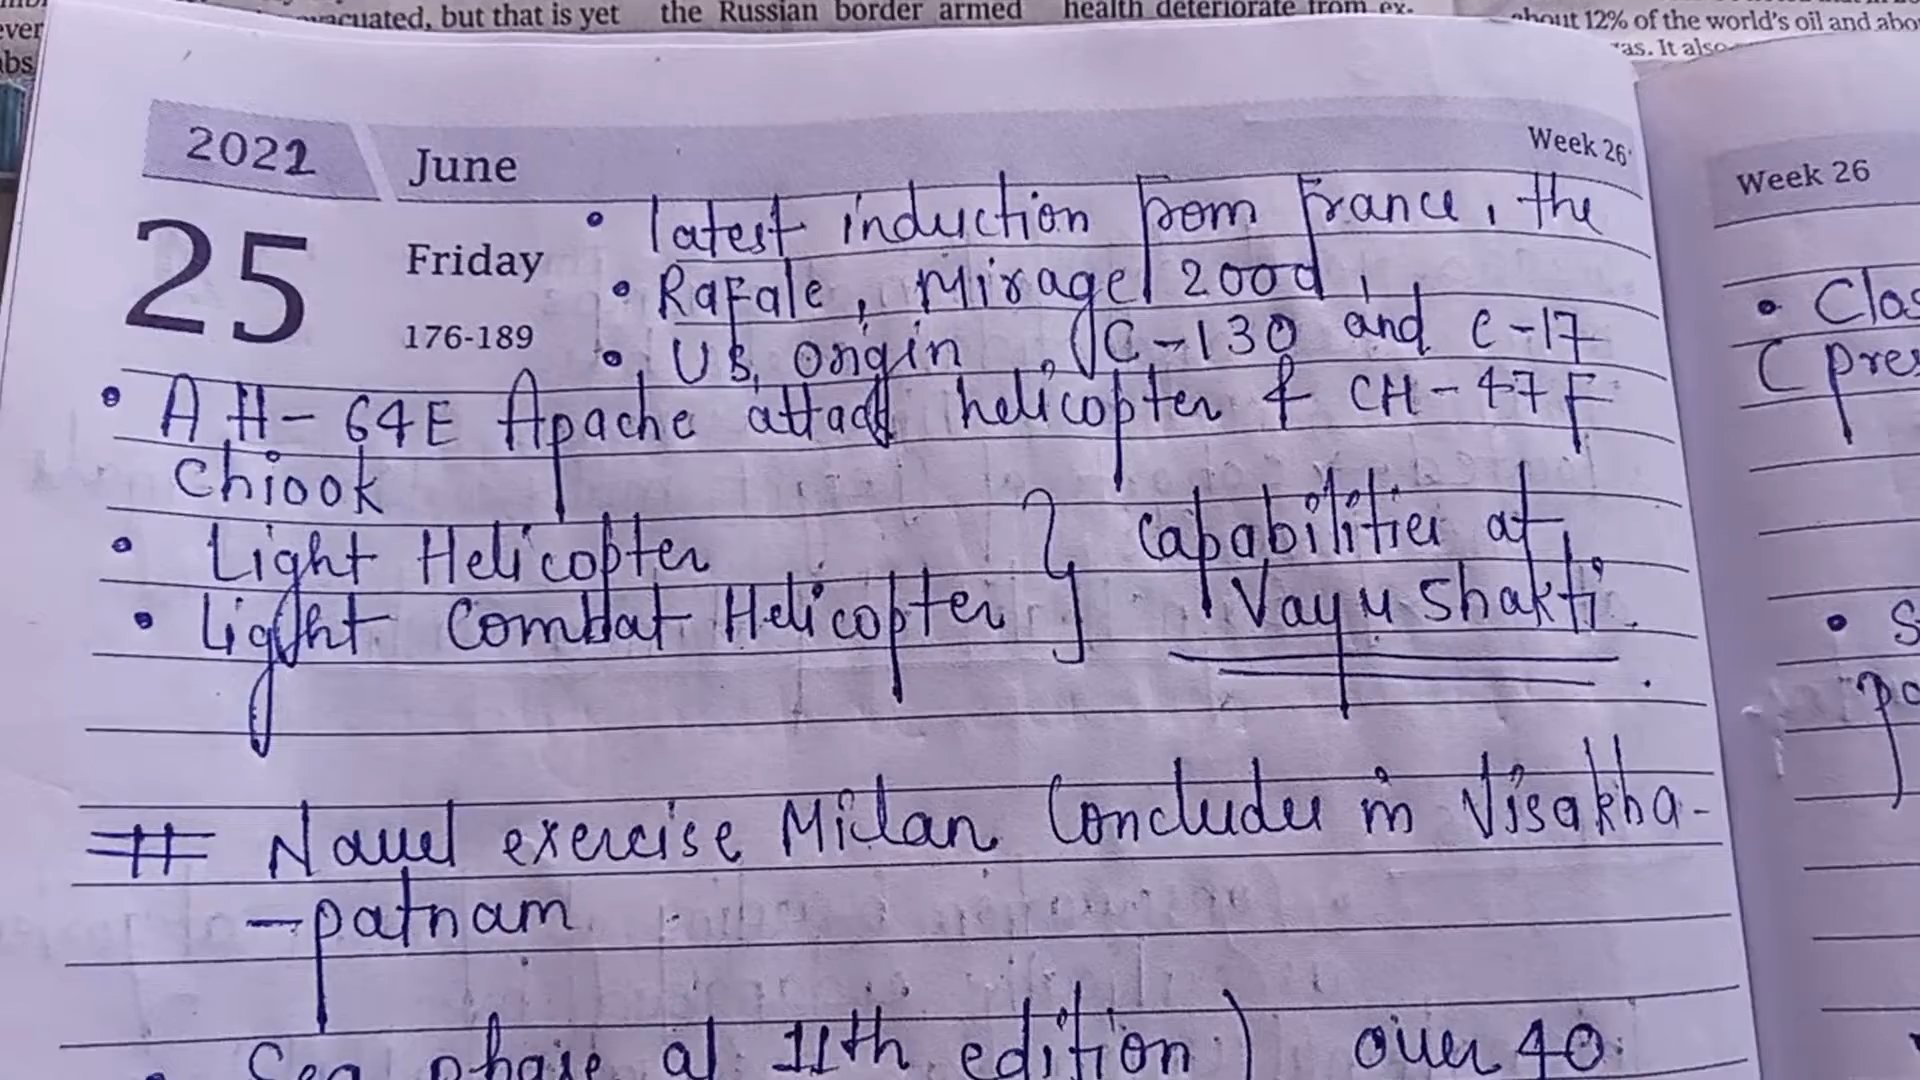 evacuated, but that is yet
the Russian border armed
health deteriorate from ex-
about 12% of the world's oil and abo
It also
ever
2022 June Week 26
25 Friday
176-189
• latest induction from france, the
• Rafale, Mirage 2000,
• US, origin, C-130 and C-17
• AH-64E Apache attack helicopter & CH-47F
Chiook
• Light Helicopter
• Light Combat Helicopter } capabilities at
Vayu Shakti.
# Navel exercise Milan Concludes in Visakha-
-patnam
• Sea phase of 11th edition) over 40
Week 26
• Clas
( pres
• S
po